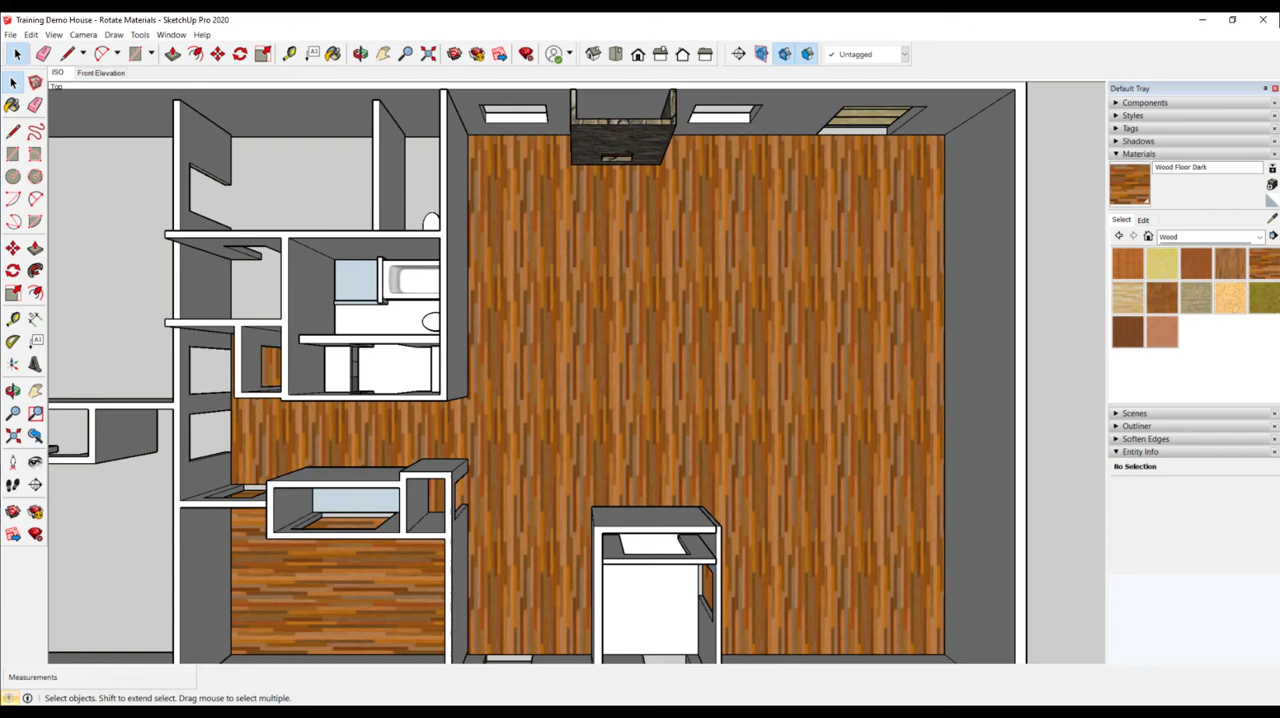 Training Demo House - Rotate Materials - SketchUp Pro 2020
File Edit View Camera Draw Tools Window Help
Untagged
ISO Front Elevation
Top
Default Tray
Components
Styles
Tags
Shadows
Materials
Wood Floor Dark
Select Edit
Wood
Scenes
Outliner
Soften Edges
Entity Info
No Selection
Measurements
Select objects. Shift to extend select. Drag mouse to select multiple.